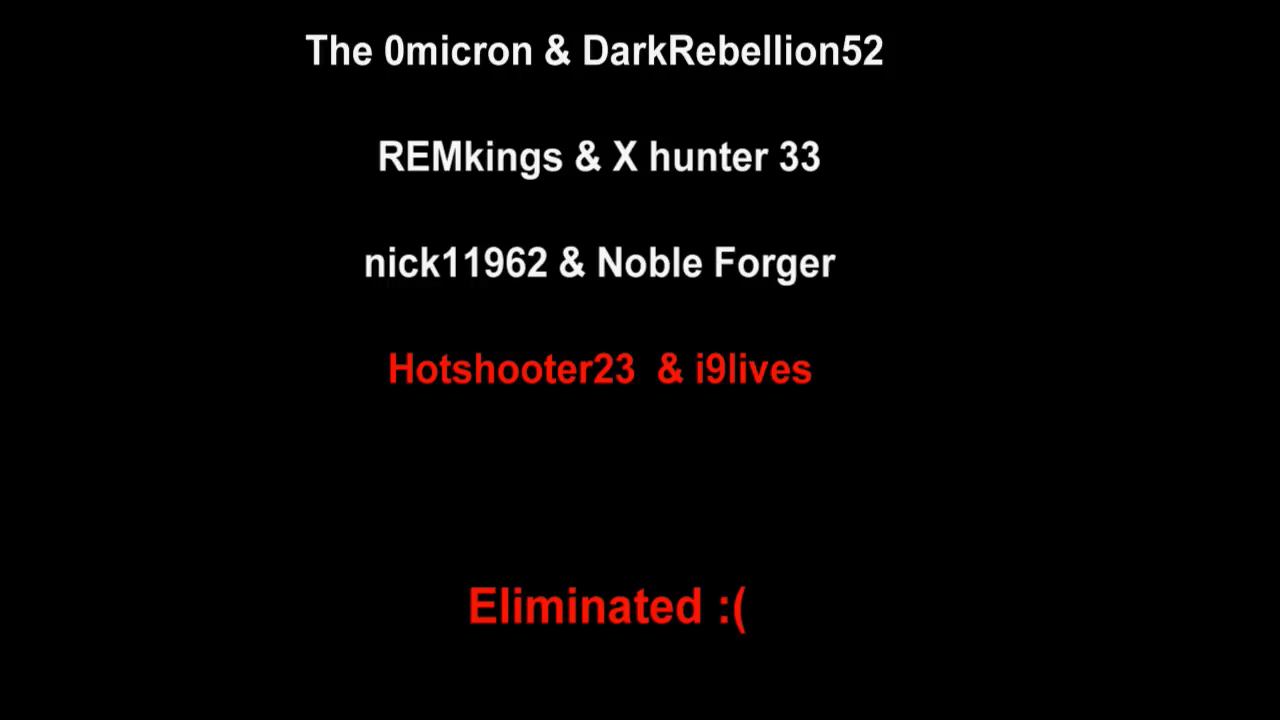 The 0micron & DarkRebellion52
REMkings & X hunter 33
nick11962 & Noble Forger
Hotshooter23 & i9lives
Eliminated :(